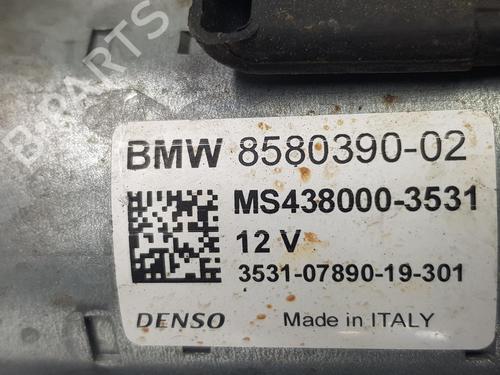 B-PARTS
BMW 8580390-02
MS438000-3531
12 V
3531-07890-19-301
DENSO Made in ITALY